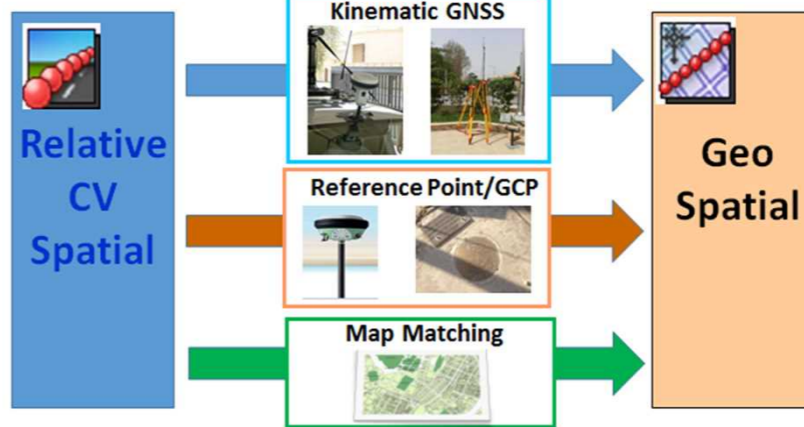 Kinematic GNSS
Relative
CV
Spatial
Reference Point/GCP
Map Matching
Geo
Spatial